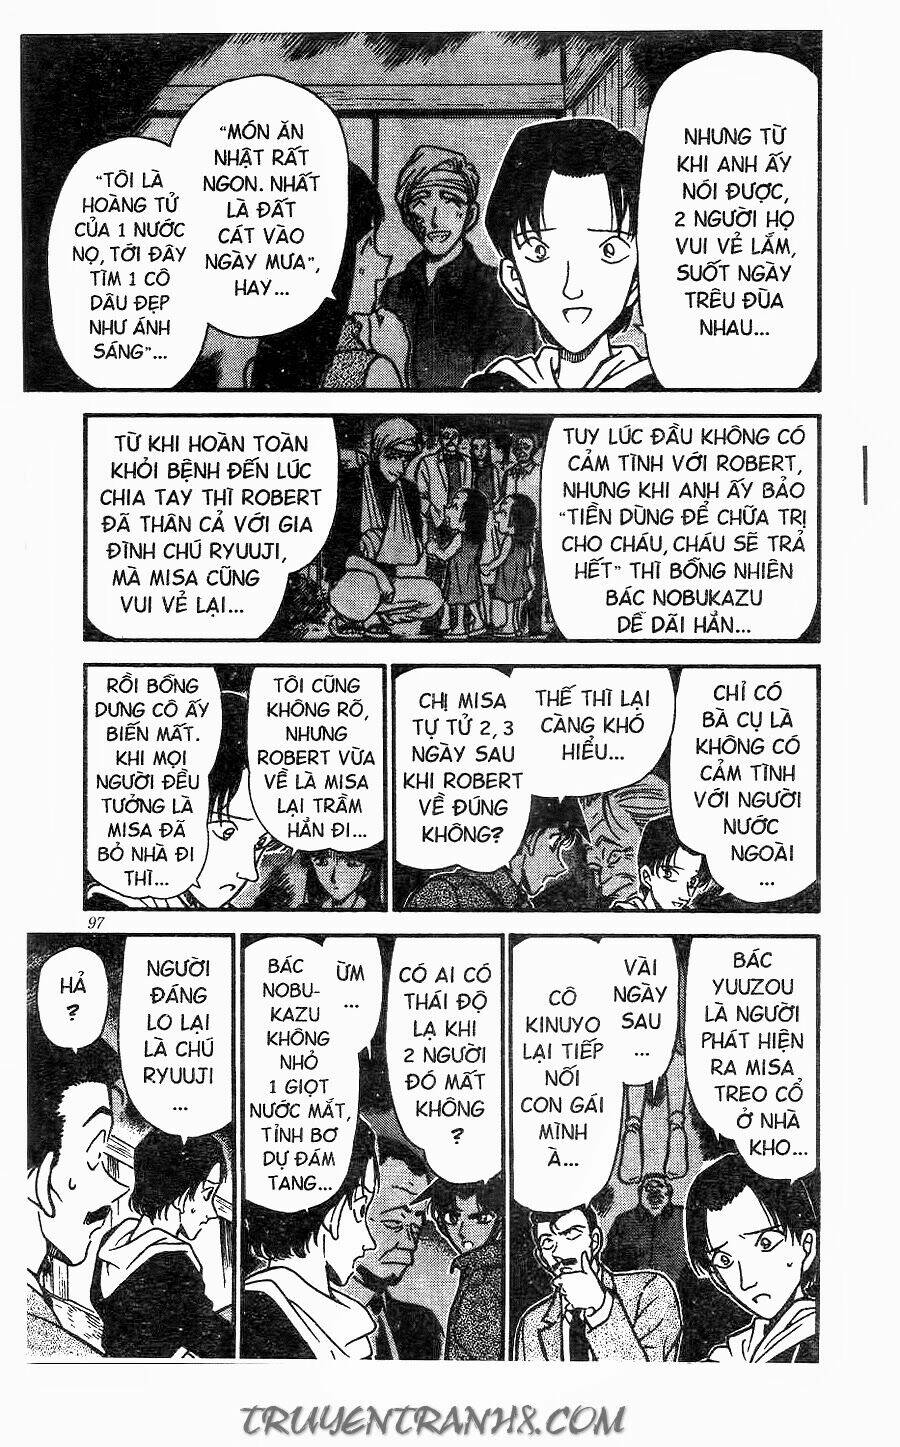 NHƯNG TỪ
KHI ANH ẤY
NÓI ĐƯỢC,
2 NGƯỜI HỌ
VUI VẺ LẮM,
SUỐT NGÀY
TRÊU ĐÙA
NHAU...
"MÓN ĂN
NHẬT RẤT
NGON. NHẤT
LÀ ĐẤT
CÁT VÀO
NGÀY MƯA",
HAY...
"TÔI LÀ
HOÀNG TỬ
CỦA 1 NƯỚC
NỌ, TỚI ĐÂY
TÌM 1 CÔ
DÂU ĐẸP
NHƯ ÁNH
SÁNG"...
TUY LÚC ĐẦU KHÔNG CÓ
CẢM TÌNH VỚI ROBERT,
NHƯNG KHI ANH ẤY BẢO
"TIỀN DÙNG ĐỂ CHỮA TRỊ
CHO CHÁU, CHÁU SẼ TRẢ
HẾT" THÌ BỖNG NHIÊN
BÁC NOBUKAZU
DỄ DÃI HẲN...
TỪ KHI HOÀN TOÀN
KHỎI BỆNH ĐẾN LÚC
CHIA TAY THÌ ROBERT
ĐÃ THÂN CẢ VỚI GIA
ĐÌNH CHÚ RYUUJI,
MÀ MISA CŨNG
VUI VẺ LẠI...
CHỈ CÓ
BÀ CỤ LÀ
KHÔNG CÓ
CẢM TÌNH
VỚI NGƯỜI
NƯỚC
NGOÀI
...
THẾ THÌ LẠI
CÀNG KHÓ
HIỂU...
CHỊ MISA
TỰ TỬ 2, 3
NGÀY SAU
KHI ROBERT
VỀ ĐÚNG
KHÔNG?
TÔI CŨNG
KHÔNG RÕ,
NHƯNG
ROBERT VỪA
VỀ LÀ MISA
LẠI TRẦM
HẲN ĐI...
RỒI BỖNG
DƯNG CÔ ẤY
BIẾN MẤT.
KHI MỌI
NGƯỜI ĐỀU
TƯỞNG LÀ
MISA ĐÃ
BỎ NHÀ ĐI
THÌ...
97
BÁC
YUUZOU
LÀ NGƯỜI
PHÁT HIỆN
RA MISA
TREO CỔ
Ở NHÀ
KHO...
VÀI
NGÀY
SAU
...
CÔ
KINUYO
LẠI TIẾP
NỐI
CON GÁI
MÌNH
À...
CÓ AI CÓ
THÁI ĐỘ
LẠ KHI
2 NGƯỜI
ĐÓ MẤT
KHÔNG
?
ỪM
...
BÁC
NOBU-
KAZU
KHÔNG
NHỎ
1 GIỌT
NƯỚC MẮT,
TỈNH BƠ
DỰ ĐÁM
TANG...
NGƯỜI
ĐÁNG
LO LẠI
LÀ CHÚ
RYUUJI
...
HẢ
?
TRUYENTRANH8.COM